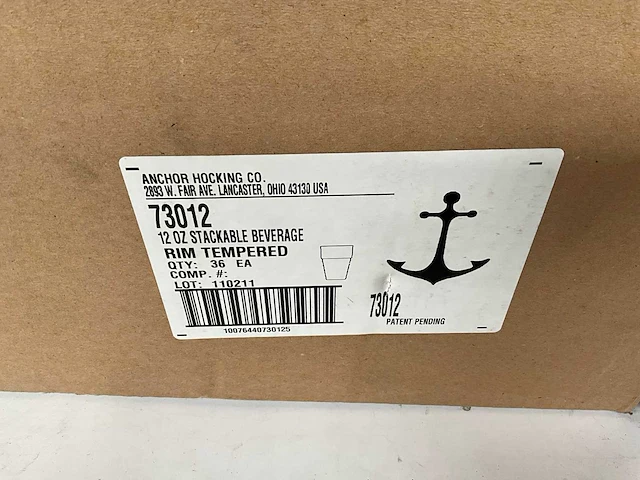 ANCHOR HOCKING CO.
2893 W. FAIR AVE. LANCASTER, OHIO 43130 USA
73012
12 OZ STACKABLE BEVERAGE
RIM TEMPERED
QTY: 36 EA
COMP. #:
LOT: 110211
10076440730125
73012
PATENT PENDING